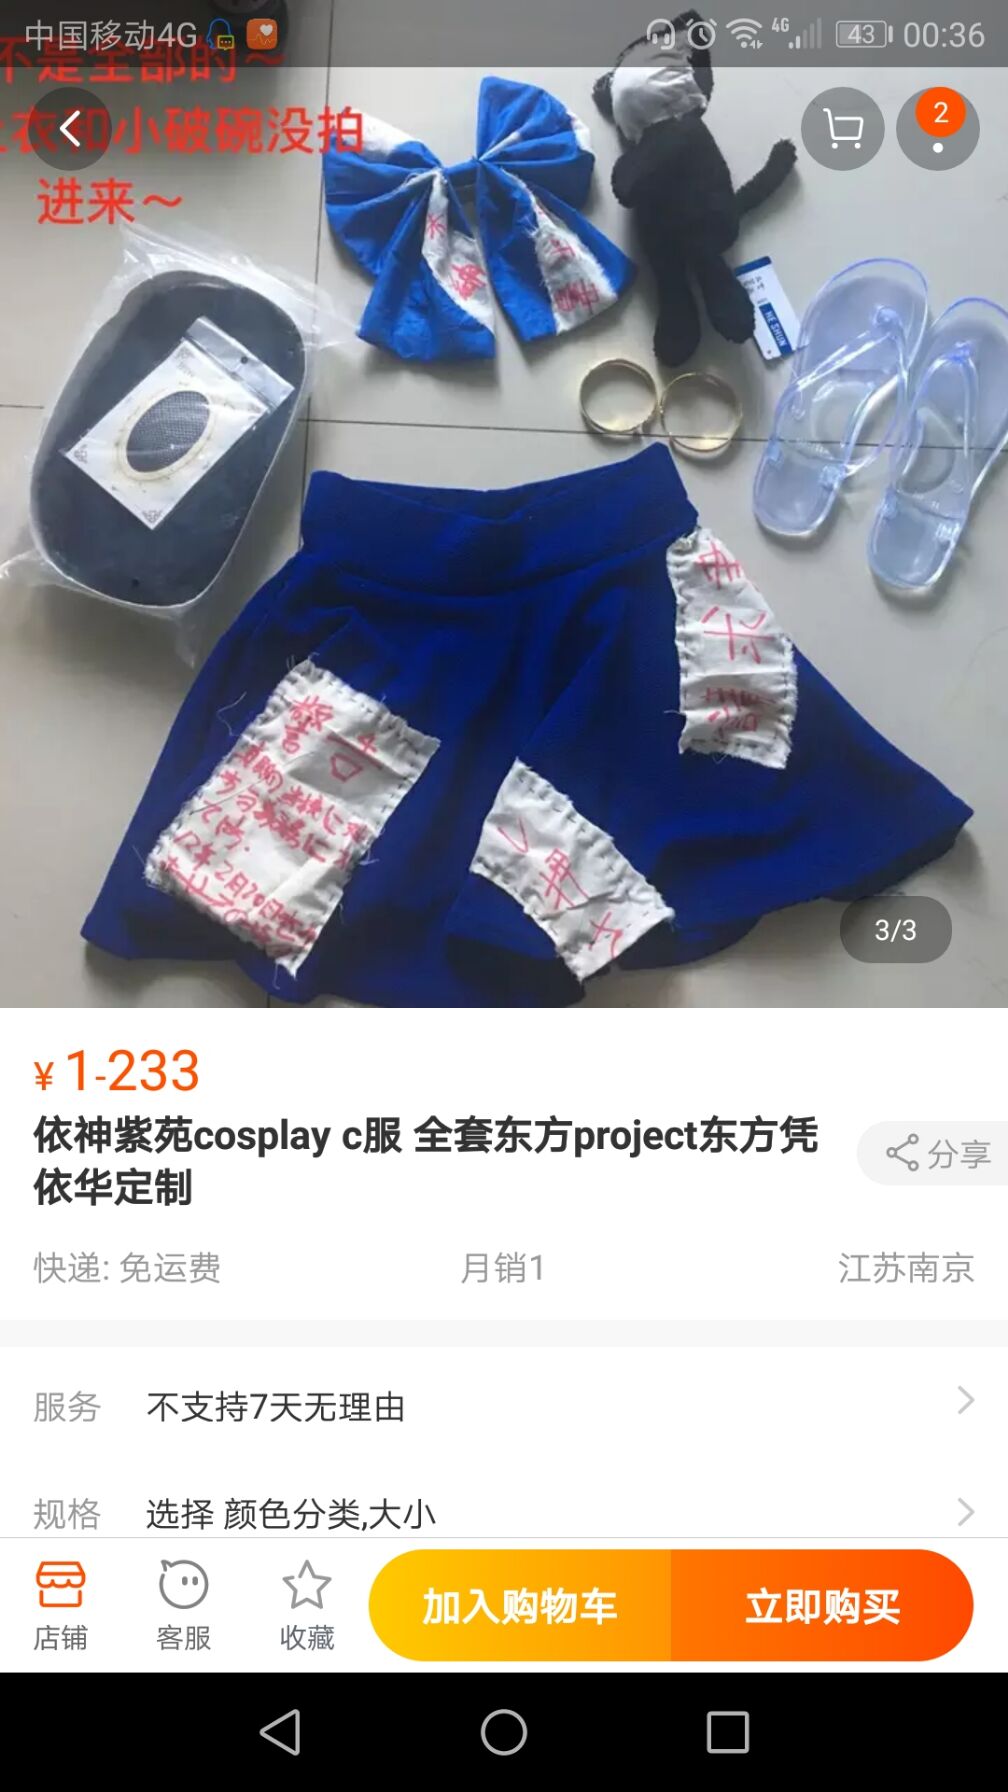 中国移动4G
4G
43
00:36
不是全部的～
上衣和小破碗没拍
进来～
2
HE SHUN
警告
3/3
¥ 1-233
依神紫苑cosplay c服 全套东方project东方凭
依华定制
分享
快递: 免运费
月销1
江苏南京
服务
不支持7天无理由
规格
选择 颜色分类,大小
店铺
客服
收藏
加入购物车
立即购买